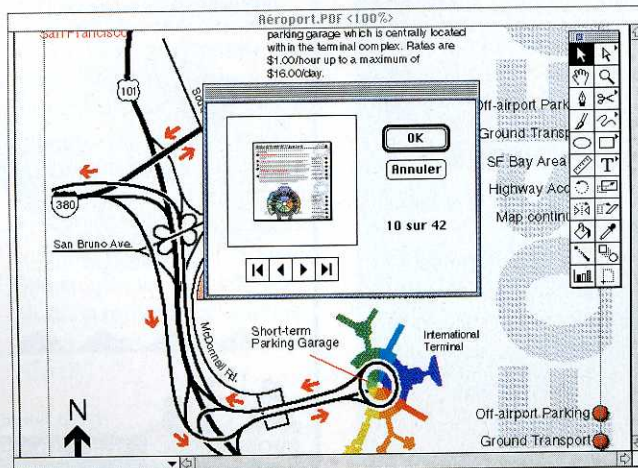 Aéroport.PDF <100%>
San Francisco
parking garage which is centrally located
within the terminal complex. Rates are
$1.00/hour up to a maximum of
$16.00/day.
101
380
San Bruno Ave.
OK
Annuler
10 sur 42
Off-airport Park
Ground Transp
SF Bay Area
Highway Acc
Map continu
T
McDonnell Rd.
Short-term
Parking Garage
International
Terminal
N
Off-airport Parking
Ground Transport